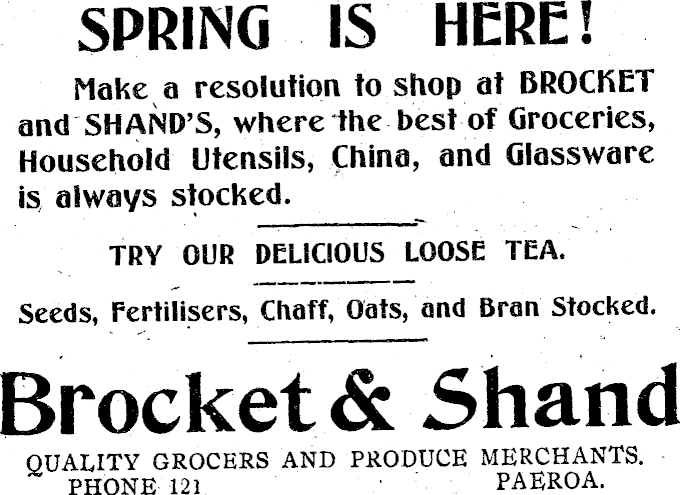 SPRING IS HERE!
Make a resolution to shop at BROCKET
and SHAND'S, where the best of Groceries,
Household Utensils, China, and Glassware
is always stocked.
TRY OUR DELICIOUS LOOSE TEA.
Seeds, Fertilisers, Chaff, Oats, and Bran Stocked.
Brocket & Shand
QUALITY GROCERS AND PRODUCE MERCHANTS.
PHONE 121 PAEROA.